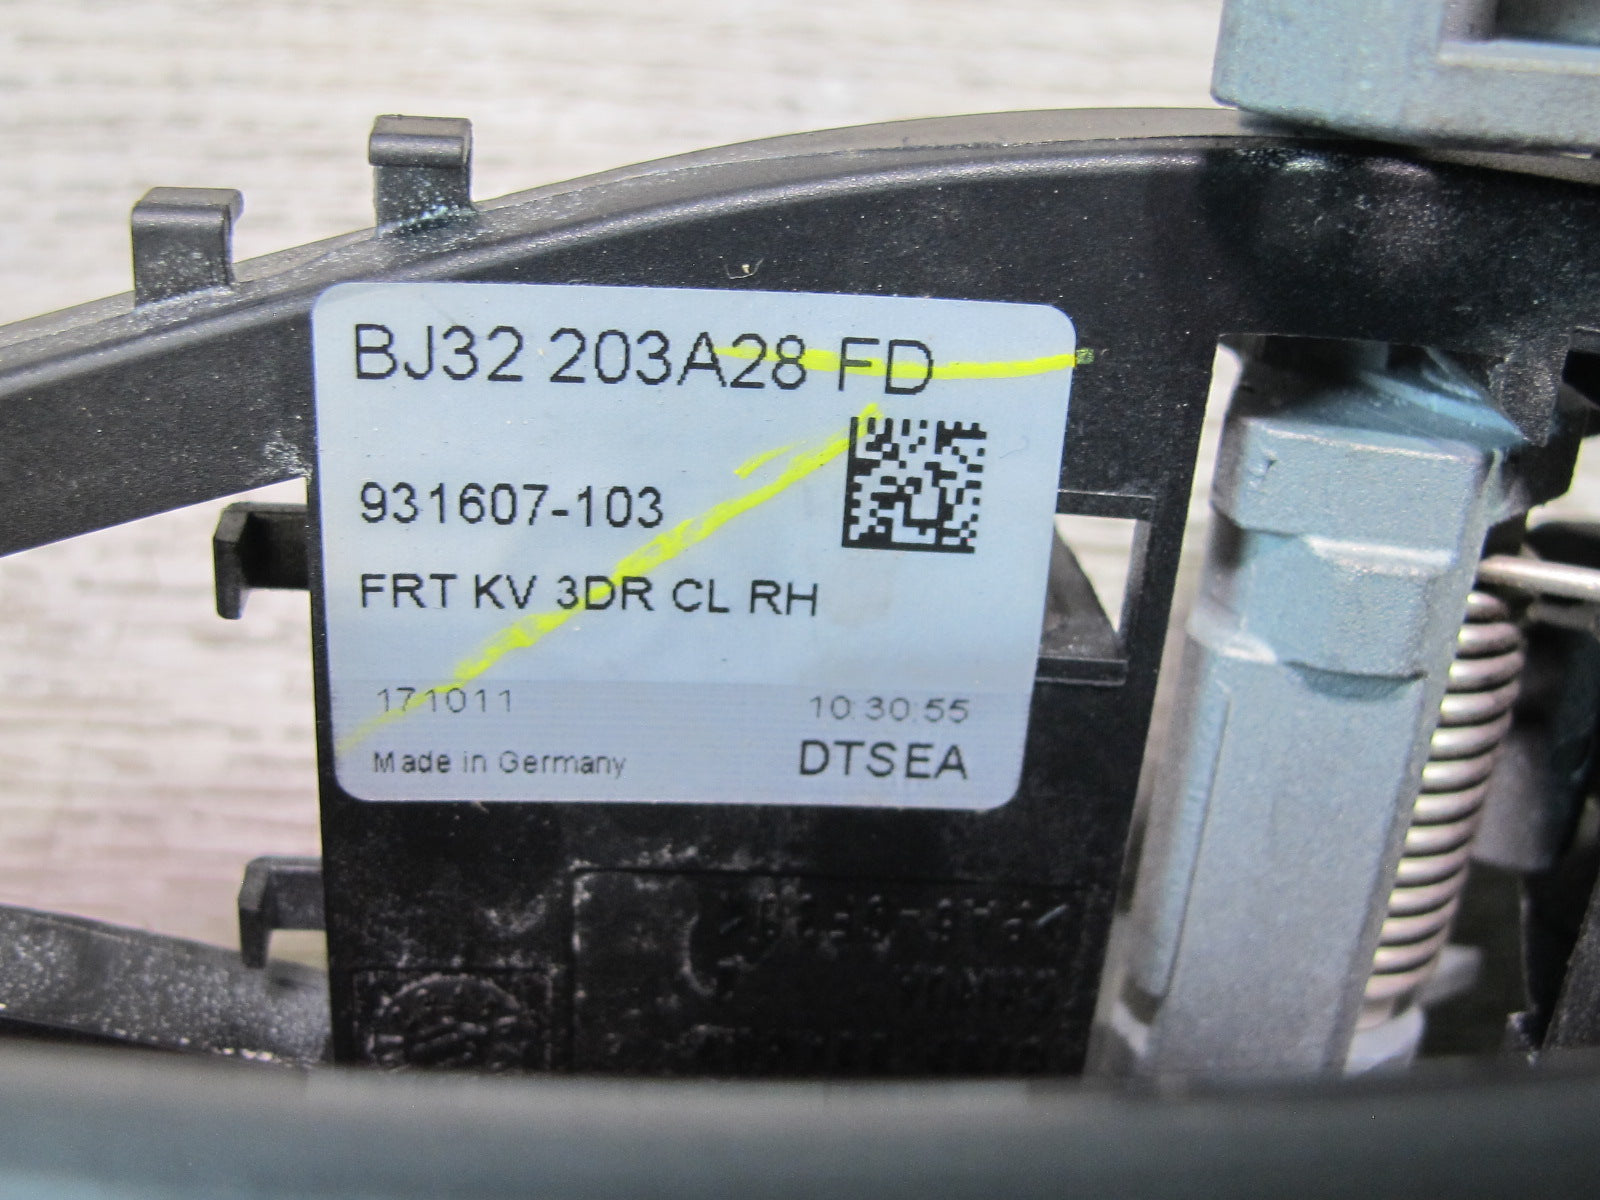 BJ32 203A28 FD
931607-103
FRT KV 3DR CL RH
171011 10:30:55
Made in Germany DTSEA